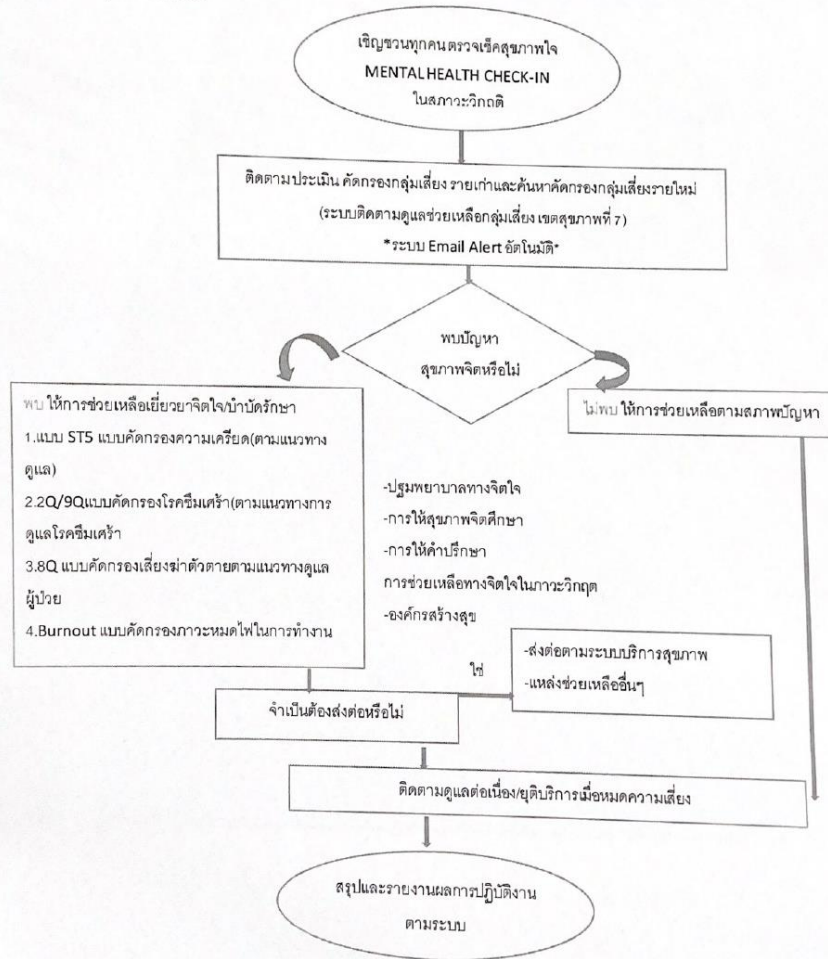 เชิญชวนทุกคน ตรวจเช็คสุขภาพใจ
MENTAL HEALTH CHECK-IN
ในสภาวะวิกถติ
ติดตาม ประเมิน คัดกรองกลุ่มเสี่ยง รายเก่าและค้นหาคัดกรองกลุ่มเสี่ยงรายใหม่
(ระบบติดตามดูแลช่วยเหลือกลุ่มเสี่ยง เขตสุขภาพที่ 7)
*ระบบ Email Alert อัตโนมัติ*
พบปัญหา
สุขภาพจิตหรือไม่
พบ ให้การช่วยเหลือเยียวยาจิตใจ/บำบัดรักษา
1.แบบ ST5 แบบคัดกรองความเครียด(ตามแนวทาง
ดูแล)
2.2Q/9Qแบบคัดกรองโรคซึมเศร้า(ตามแนวทางการ
ดูแลโรคซึมเศร้า
3.8Q แบบคัดกรองเสี่ยงฆ่าตัวตายตามแนวทางดูแล
ผู้ป่วย
4.Burnout แบบคัดกรองภาวะหมดไฟในการทำงาน
ไม่พบ ให้การช่วยเหลือตามสภาพปัญหา
-ปฐมพยาบาลทางจิตใจ
-การให้สุขภาพจิตศึกษา
-การให้คำปรึกษา
การช่วยเหลือทางจิตใจในภาวะวิกฤต
-องค์กรสร้างสุข
ใช่
-ส่งต่อตามระบบบริการสุขภาพ
-แหล่งช่วยเหลืออื่นๆ
จำเป็นต้องส่งต่อหรือไม่
ติดตามดูแลต่อเนื่อง/ยุติบริการเมื่อหมดความเสี่ยง
สรุปและรายงานผลการปฏิบัติงาน
ตามระบบ